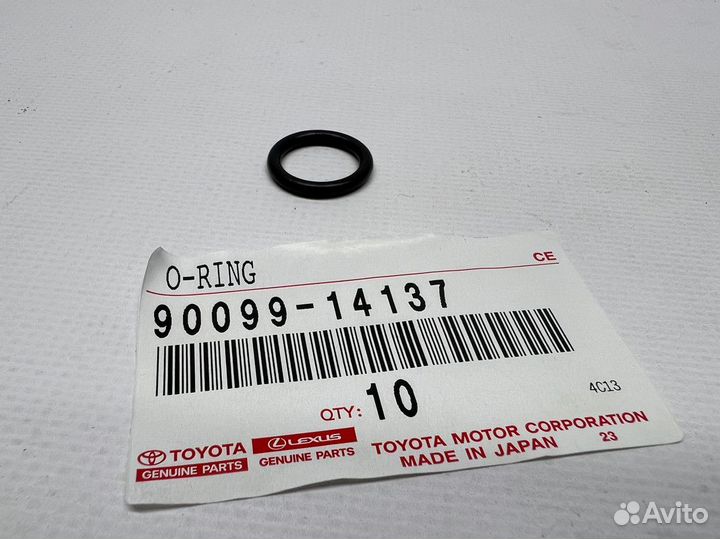 O-RING
CE
90099-14137
QTY: 10
4C13
TOYOTA
GENUINE PARTS
LEXUS
GENUINE PARTS
TOYOTA MOTOR CORPORATION
MADE IN JAPAN 23
Avito